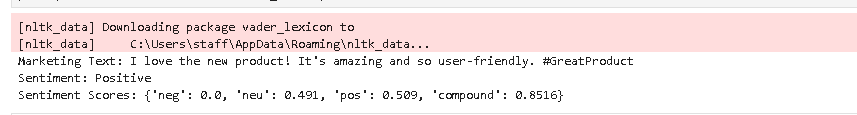 [nltk_data] Downloading package vader_lexicon to
[nltk_data]     C:\Users\staff\AppData\Roaming\nltk_data...
Marketing Text: I love the new product! It's amazing and so user-friendly. #GreatProduct
Sentiment: Positive
Sentiment Scores: {'neg': 0.0, 'neu': 0.491, 'pos': 0.509, 'compound': 0.8516}